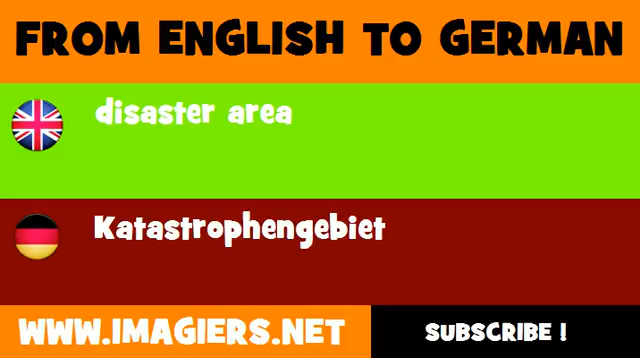 FROM ENGLISH TO GERMAN
disaster area
Katastrophengebiet
WWW.IMAGIERS.NET
SUBSCRIBE !